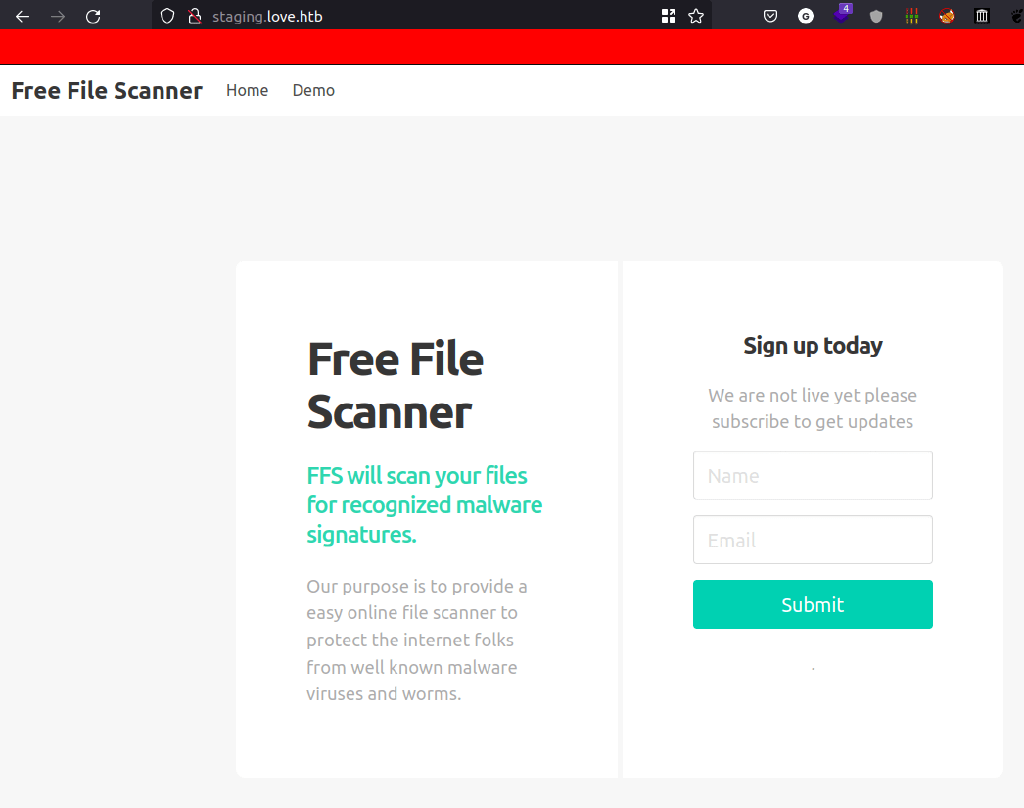 staging.love.htb
4
G
Free File Scanner Home Demo
Free File
Scanner
FFS will scan your files
for recognized malware
signatures.
Our purpose is to provide a
easy online file scanner to
protect the internet folks
from well known malware
viruses and worms.
Sign up today
We are not live yet please
subscribe to get updates
Name
Email
Submit
.